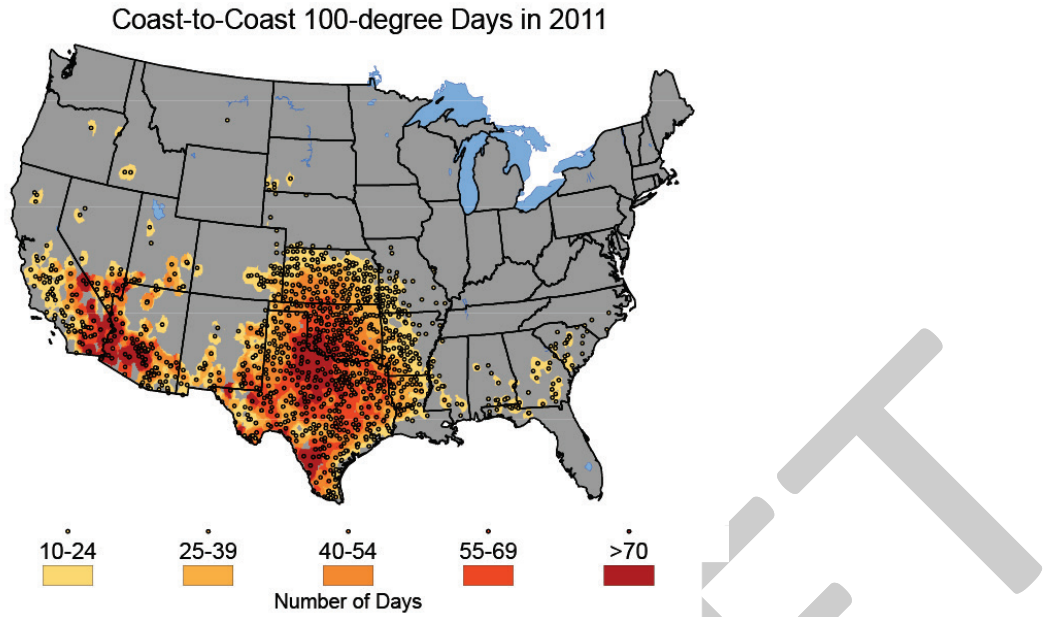 Coast-to-Coast 100-degree Days in 2011
10-24 25-39 40-54 55-69 >70
Number of Days